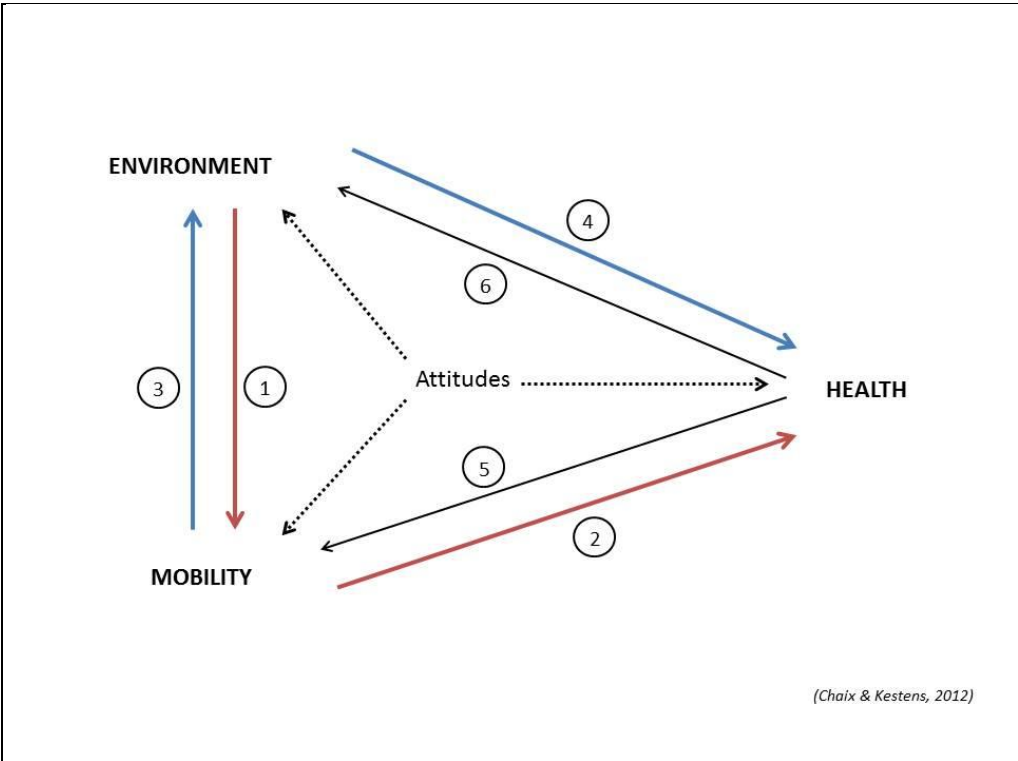 ENVIRONMENT
4
6
3
1
Attitudes
HEALTH
5
2
MOBILITY
(Chaix & Kestens, 2012)